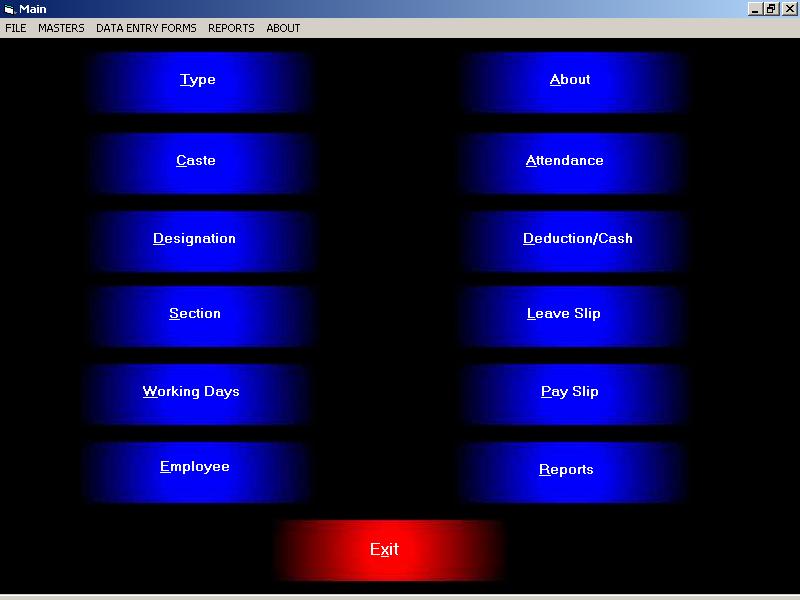 Main
FILE MASTERS DATA ENTRY FORMS REPORTS ABOUT
Type
About
Caste
Attendance
Designation
Deduction/Cash
Section
Leave Slip
Working Days
Pay Slip
Employee
Reports
Exit